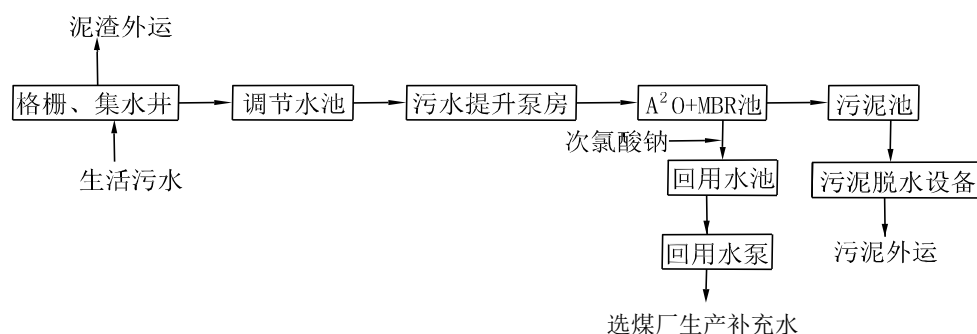 泥渣外运
格栅、集水井
调节水池
污水提升泵房
A²O+MBR池
污泥池
次氯酸钠
生活污水
回用水池
污泥脱水设备
回用水泵
污泥外运
选煤厂生产补充水